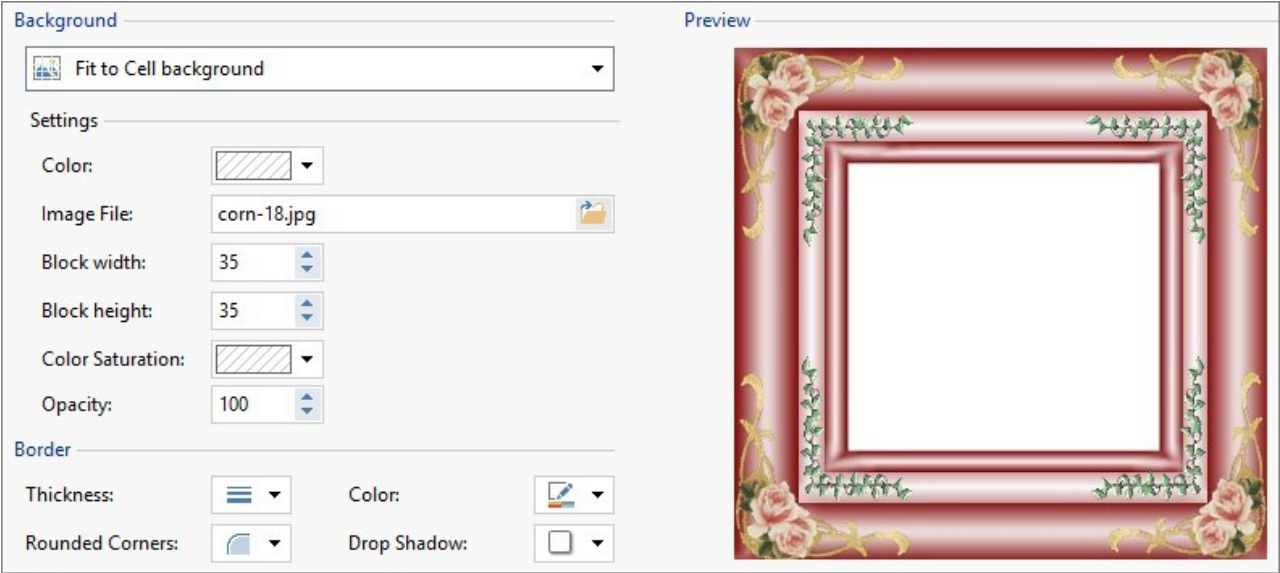 Background
Preview
Fit to Cell background
Settings
Color:
Image File: corn-18.jpg
Block width: 35
Block height: 35
Color Saturation:
Opacity: 100
Border
Thickness: Color:
Rounded Corners: Drop Shadow: